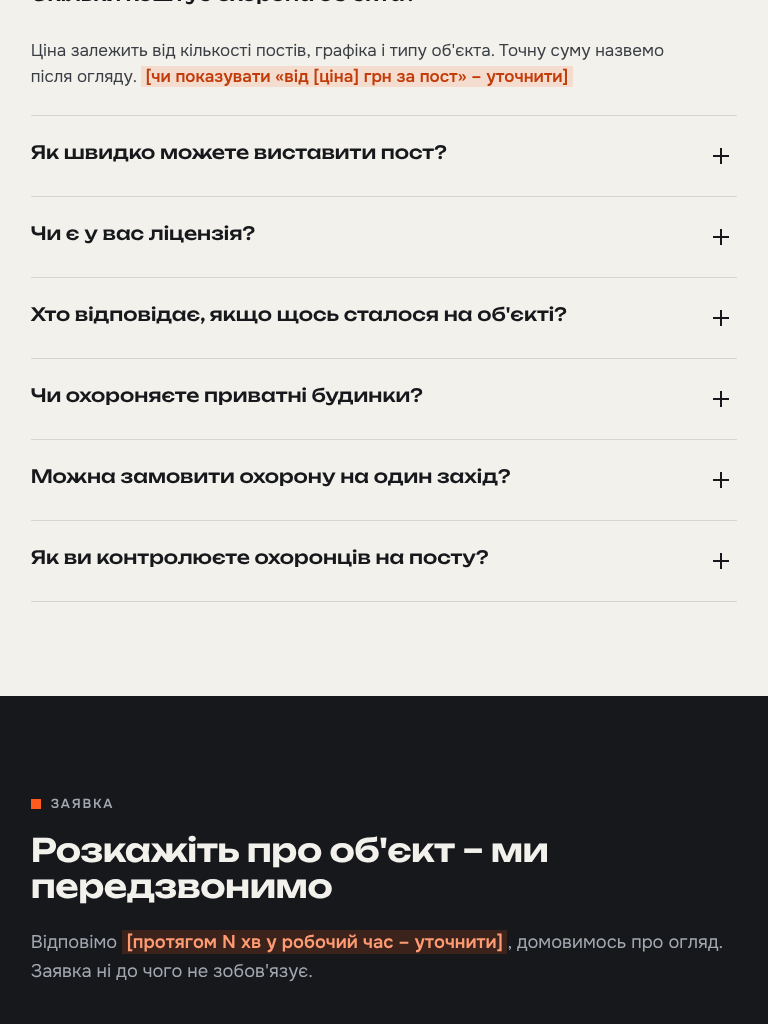 Ціна залежить від кількості постів, графіка і типу об'єкта. Точну суму назвемо
після огляду. [чи показувати «від [ціна] грн за пост» – уточнити]
Як швидко можете виставити пост?
Чи є у вас ліцензія?
Хто відповідає, якщо щось сталося на об'єкті?
Чи охороняєте приватні будинки?
Можна замовити охорону на один захід?
Як ви контролюєте охоронців на посту?
ЗАЯВКА
Розкажіть про об'єкт – ми
передзвонимо
Відповімо [протягом N хв у робочий час – уточнити], домовимось про огляд.
Заявка ні до чого не зобов'язує.